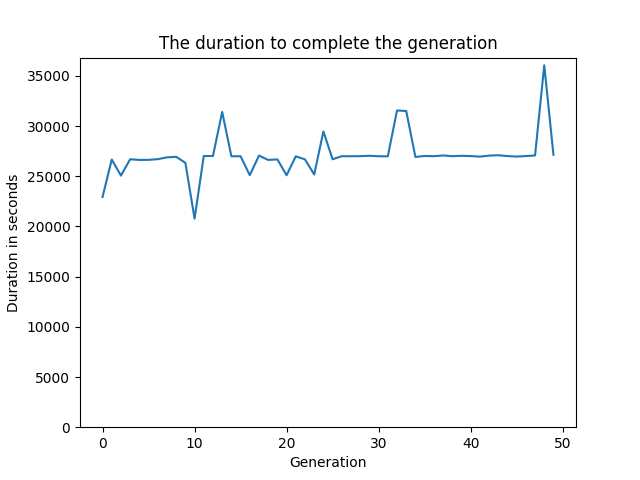 The duration to complete the generation
35000
30000
25000
20000
15000
10000
5000
0
Duration in seconds
0 10 20 30 40 50
Generation